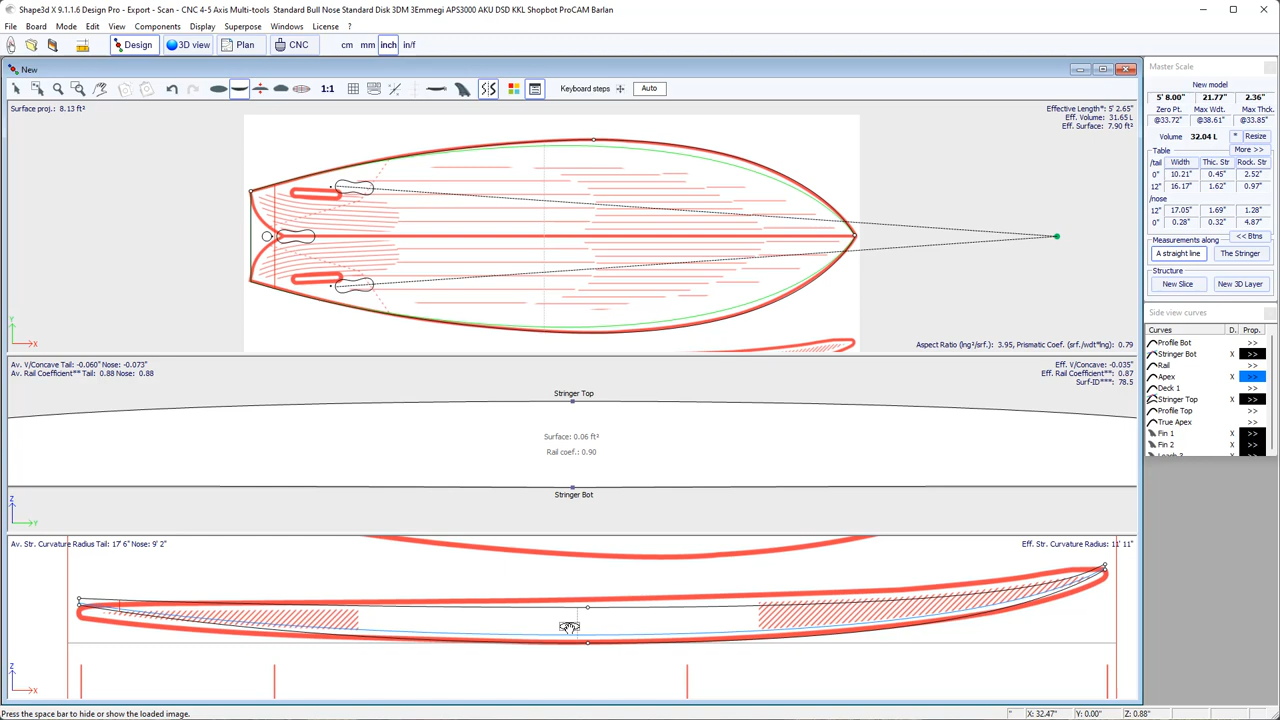 Shape3d X 9.1.1.6 Design Pro - Export - Scan - CNC 4-5 Axis Multi-tools  Standard Bull Nose Standard Disk 3DM 3Emmegi APS3000 AKU DSD KKL Shopbot ProCAM Barlan
File Board Mode Edit View Components Display Superpose Windows License ?
Design 3D view Plan CNC cm mm inch in/f
New
1:1 Keyboard steps Auto
Surface proj.: 8.13 ft²
Effective Length*: 5' 2.65"
Eff. Volume: 31.65 L
Eff. Surface: 7.90 ft²
Y
X
Aspect Ratio (lng²/srf.): 3.95, Prismatic Coef. (srf./wdt*lng): 0.79
Av. V/Concave Tail: -0.060" Nose: -0.073"
Av. Rail Coefficient** Tail: 0.88 Nose: 0.88
Eff. V/Concave: -0.035"
Eff. Rail Coefficient**: 0.87
Surf-ID***: 78.5
Stringer Top
Surface: 0.06 ft²
Rail coef.: 0.90
Stringer Bot
Z
Y
Av. Str. Curvature Radius Tail: 17' 6" Nose: 9' 2"
Eff. Str. Curvature Radius: 11' 11"
Z
X
Master Scale
New model
5' 8.00" 21.77" 2.36"
Zero Pt. Max Wdt. Max Thck.
@33.72" @38.61" @33.85"
Volume 32.04 L * Resize
Table More >>
/tail Width Thic. Str Rock. Str
0" 10.21" 0.45" 2.52"
12" 16.17" 1.62" 0.97"
/nose
12" 17.05" 1.69" 1.28"
0" 0.28" 0.32" 4.87"
<< Btns
Measurements along
A straight line The Stringer
Structure
New Slice New 3D Layer
Side view curves
Curves D. Prop.
Profile Bot >>
Stringer Bot X >>
Rail >>
Apex X >>
Deck 1 >>
Stringer Top X >>
Profile Top >>
True Apex >>
Fin 1 X >>
Fin 2 X >>
Press the space bar to hide or show the loaded image.
" X: 32.47" Y: 0.00" Z: 0.88"